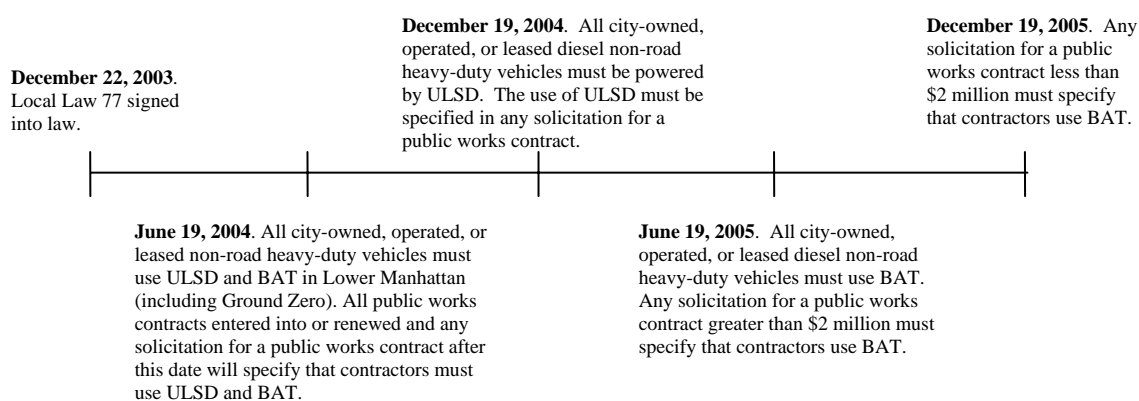 December 22, 2003.
Local Law 77 signed
into law.
June 19, 2004. All city-owned, operated, or
leased non-road heavy-duty vehicles must
use ULSD and BAT in Lower Manhattan
(including Ground Zero). All public works
contracts entered into or renewed and any
solicitation for a public works contract after
this date will specify that contractors must
use ULSD and BAT.
December 19, 2004. All city-owned,
operated, or leased diesel non-road
heavy-duty vehicles must be powered
by ULSD. The use of ULSD must be
specified in any solicitation for a
public works contract.
June 19, 2005. All city-owned,
operated, or leased diesel non-road
heavy-duty vehicles must use BAT.
Any solicitation for a public works
contract greater than $2 million must
specify that contractors use BAT.
December 19, 2005. Any
solicitation for a public
works contract less than
$2 million must specify
that contractors use BAT.